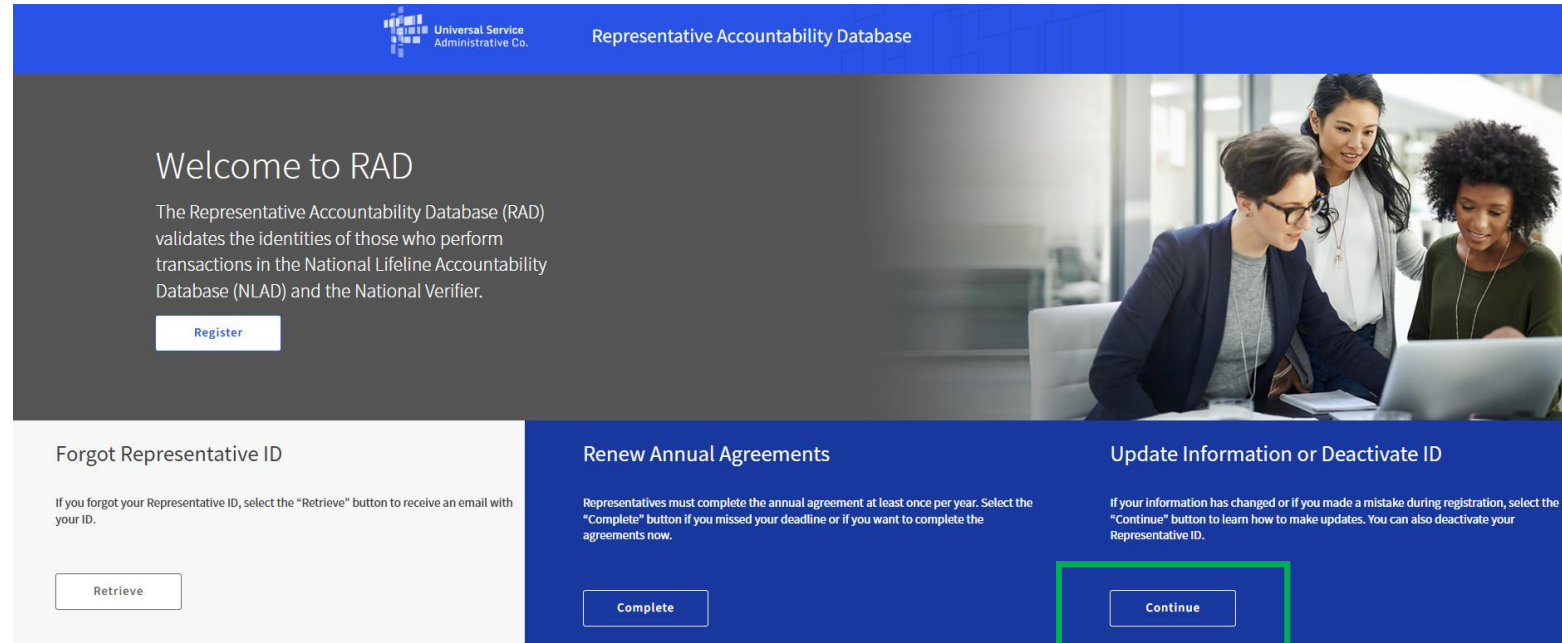 Universal Service
Administrative Co.
Representative Accountability Database
Welcome to RAD
The Representative Accountability Database (RAD)
validates the identities of those who perform
transactions in the National Lifeline Accountability
Database (NLAD) and the National Verifier.
Register
Forgot Representative ID
If you forgot your Representative ID, select the “Retrieve” button to receive an email with
your ID.
Retrieve
Renew Annual Agreements
Representatives must complete the annual agreement at least once per year. Select the
“Complete” button if you missed your deadline or if you want to complete the
agreements now.
Complete
Update Information or Deactivate ID
If your information has changed or if you made a mistake during registration, select the
“Continue” button to learn how to make updates. You can also deactivate your
Representative ID.
Continue